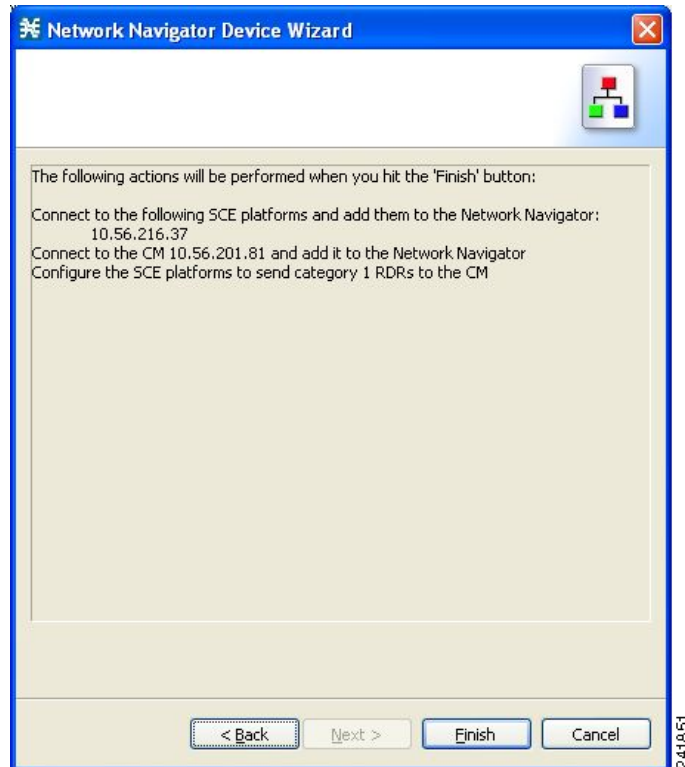 Network Navigator Device Wizard
The following actions will be performed when you hit the 'Finish' button:
Connect to the following SCE platforms and add them to the Network Navigator:
10.56.216.37
Connect to the CM 10.56.201.81 and add it to the Network Navigator
Configure the SCE platforms to send category 1 RDRs to the CM
< Back
Next >
Finish
Cancel
241851